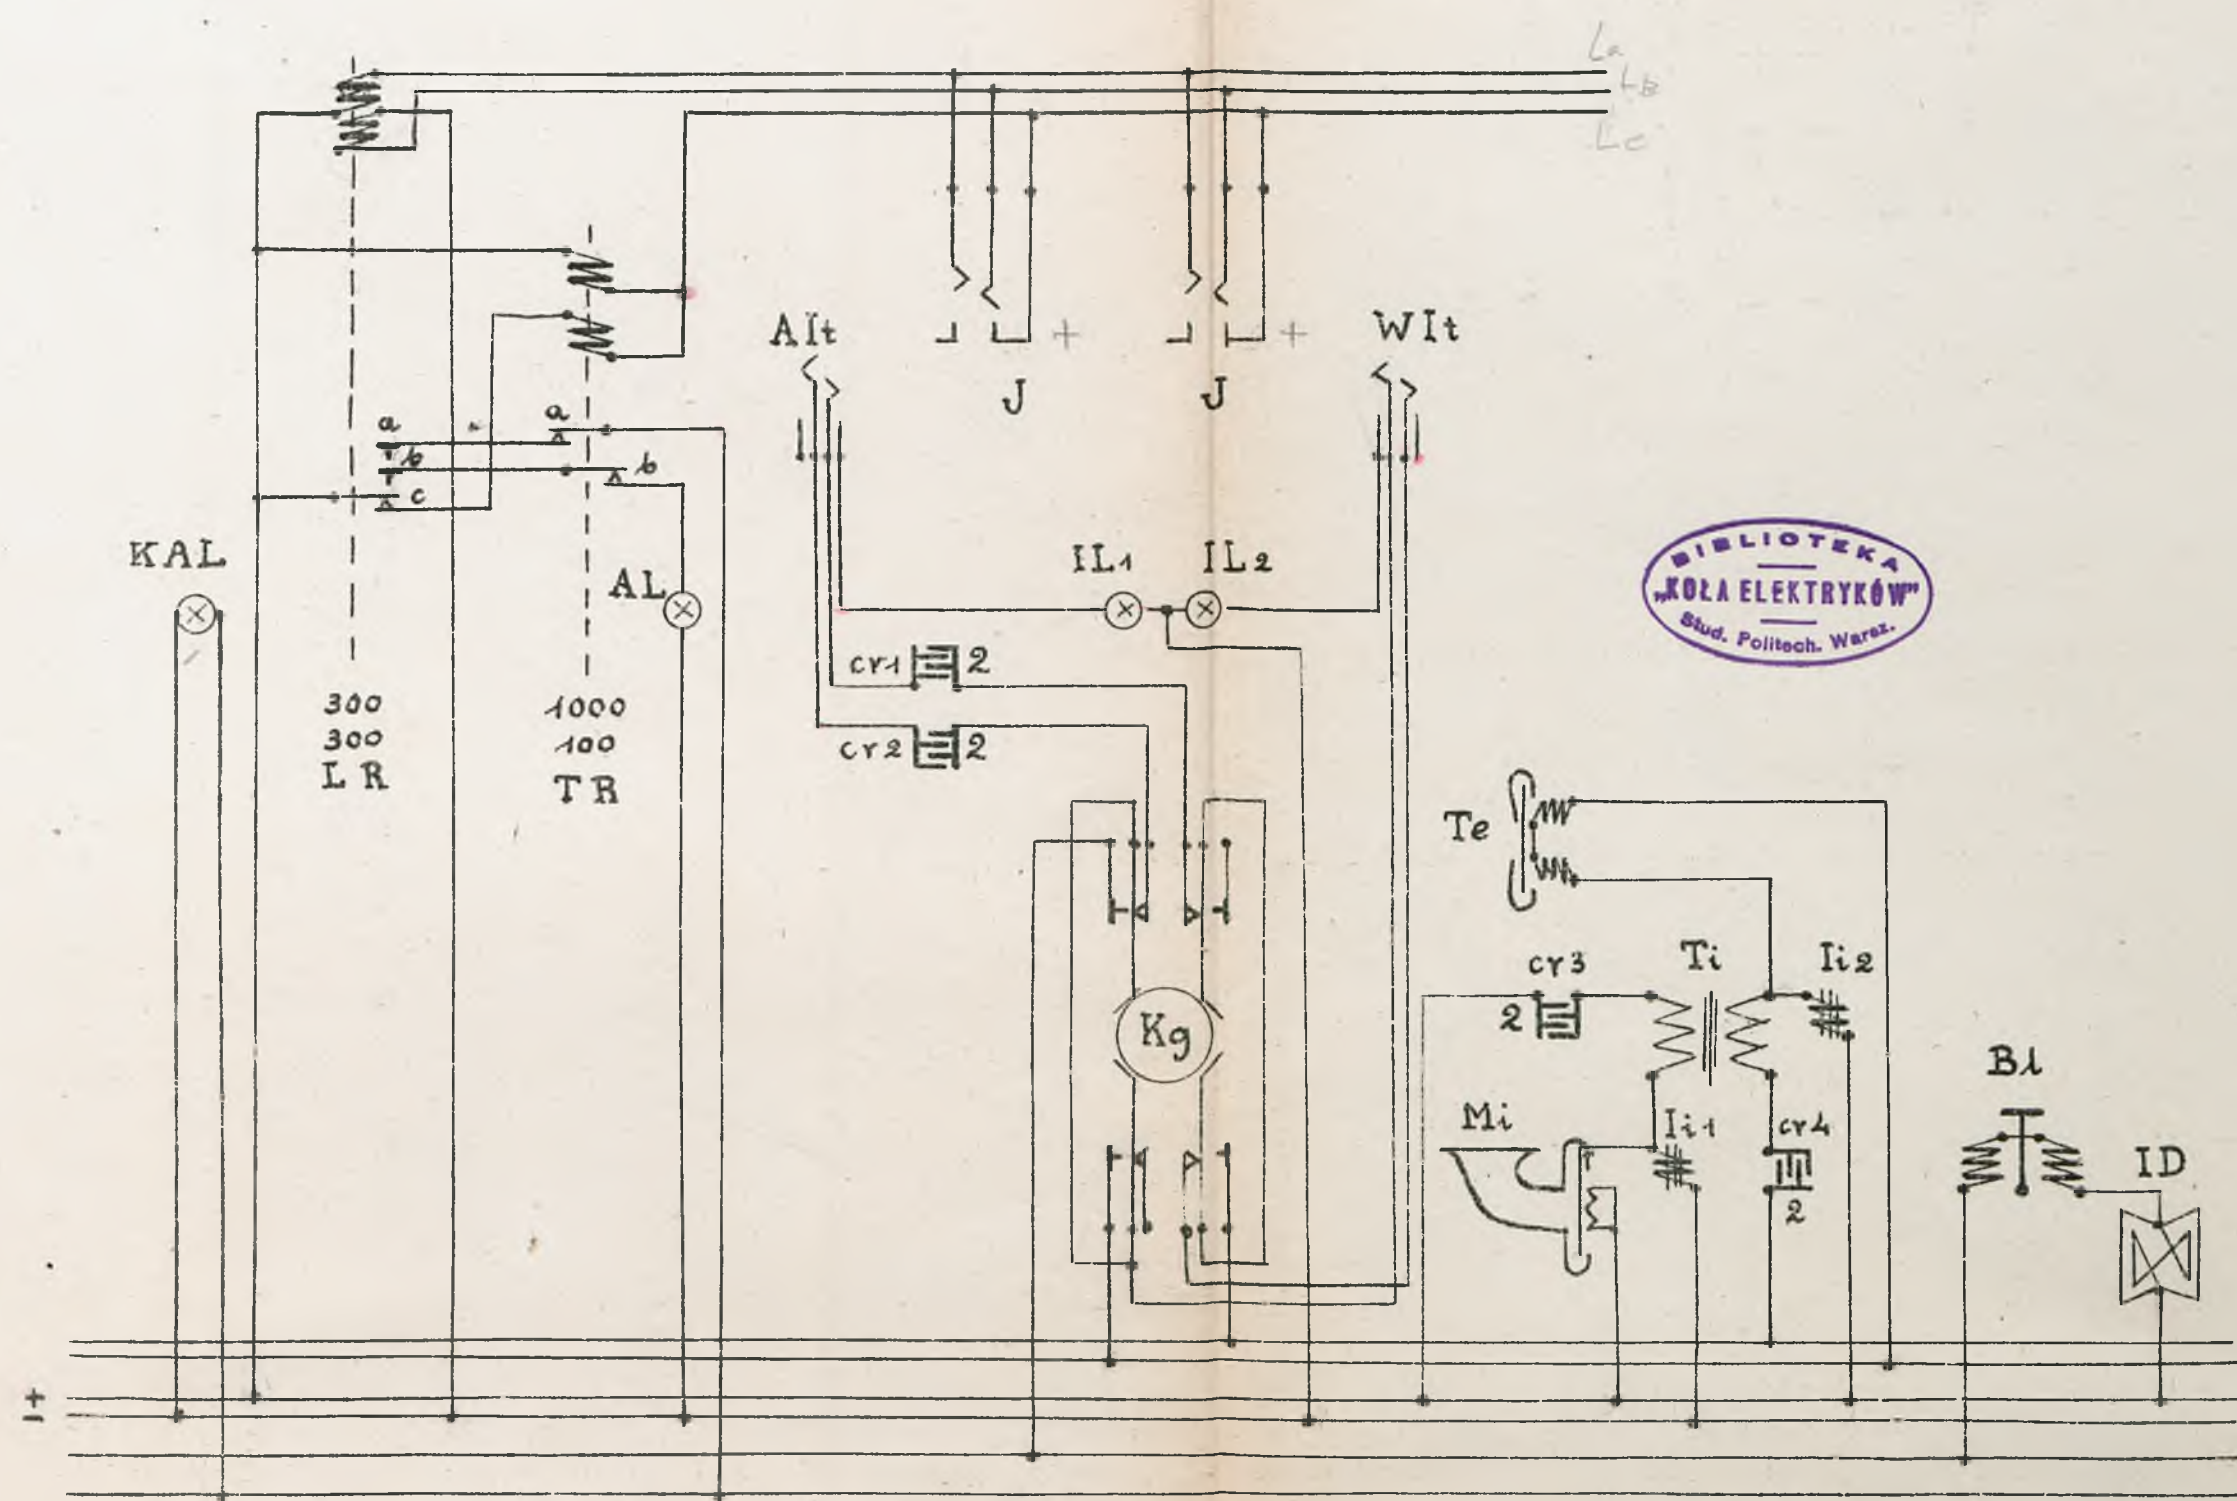 La
Lb
Lc
AIt
+
+
WIt
J
J
a
a
b
b
c
KAL
AL
IL1
IL2
BIBLIOTEKA
„KOŁA ELEKTRYKÓW”
Stud. Politech. Warsz.
cr1
2
300
300
LR
1000
100
TR
cr2
2
Te
cr3
Ti
Ii2
2
Kg
Bl
Mi
Ii1
cr4
ID
2
+